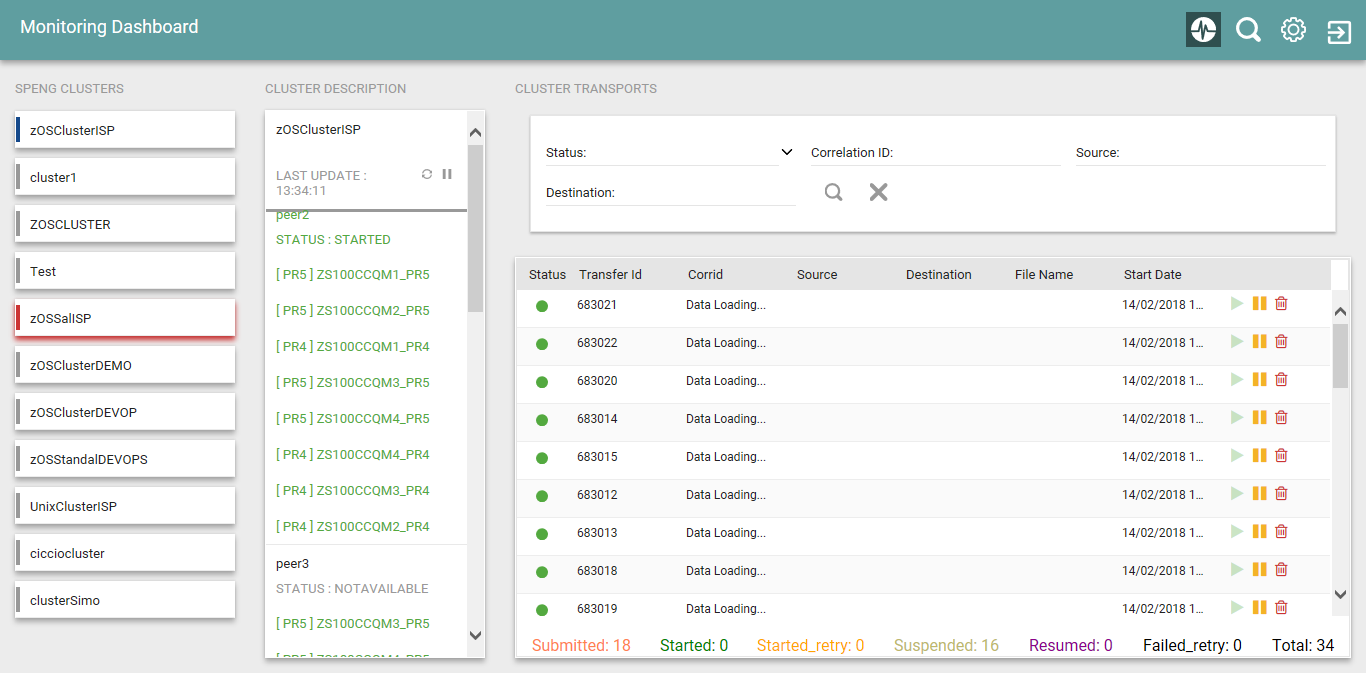 Monitoring Dashboard
SPENG CLUSTERS
zOSClusterISP
cluster1
ZOSCLUSTER
Test
zOSSalISP
zOSClusterDEMO
zOSClusterDEVOP
zOSStandalDEVOPS
UnixClusterISP
cicciocluster
clusterSimo
CLUSTER DESCRIPTION
zOSClusterISP
LAST UPDATE :
13:34:11
peer2
STATUS : STARTED
[ PR5 ] ZS100CCQM1_PR5
[ PR5 ] ZS100CCQM2_PR5
[ PR4 ] ZS100CCQM1_PR4
[ PR5 ] ZS100CCQM3_PR5
[ PR5 ] ZS100CCQM4_PR5
[ PR4 ] ZS100CCQM4_PR4
[ PR4 ] ZS100CCQM3_PR4
[ PR4 ] ZS100CCQM2_PR4
peer3
STATUS : NOTAVAILABLE
[ PR5 ] ZS100CCQM3_PR5
CLUSTER TRANSPORTS
Status: Correlation ID: Source:
Destination:
Status Transfer Id Corrid Source Destination File Name Start Date
683021 Data Loading... 14/02/2018 1...
683022 Data Loading... 14/02/2018 1...
683020 Data Loading... 14/02/2018 1...
683014 Data Loading... 14/02/2018 1...
683015 Data Loading... 14/02/2018 1...
683012 Data Loading... 14/02/2018 1...
683013 Data Loading... 14/02/2018 1...
683018 Data Loading... 14/02/2018 1...
683019 Data Loading... 14/02/2018 1...
Submitted: 18 Started: 0 Started_retry: 0 Suspended: 16 Resumed: 0 Failed_retry: 0 Total: 34